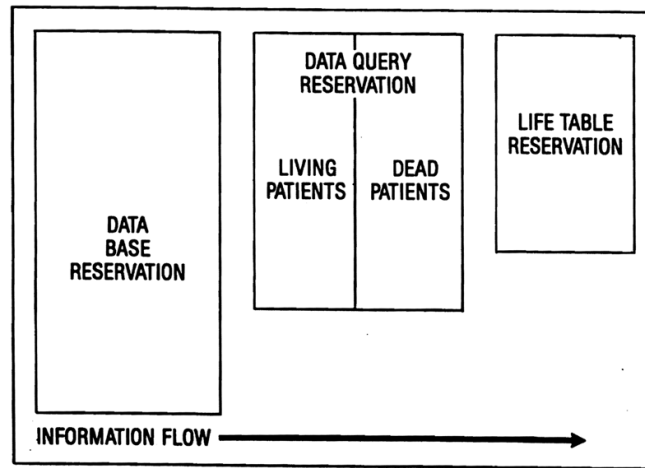 DATA
BASE
RESERVATION
DATA QUERY
RESERVATION
LIVING
PATIENTS
DEAD
PATIENTS
LIFE TABLE
RESERVATION
INFORMATION FLOW